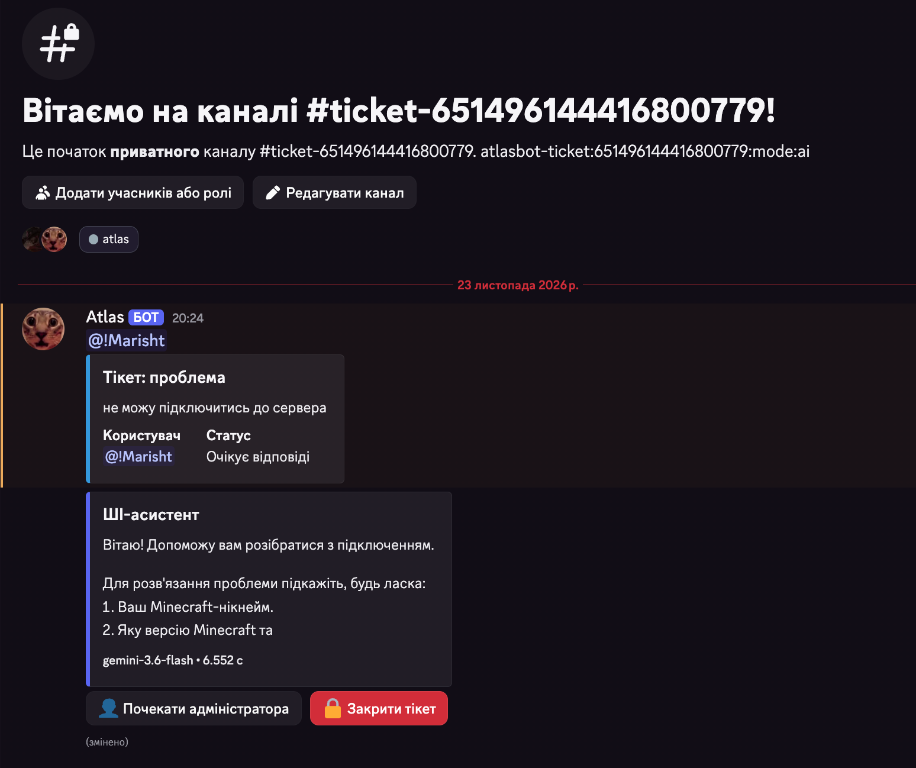 Вітаємо на каналі #ticket-651496144416800779!
Це початок приватного каналу #ticket-651496144416800779. atlasbot-ticket:651496144416800779:mode:ai
Додати учасників або ролі
Редагувати канал
atlas
23 листопада 2026 р.
Atlas БОТ 20:24
@!Marisht
Тікет: проблема
не можу підключитись до сервера
Користувач Статус
@!Marisht Очікує відповіді
ШІ-асистент
Вітаю! Допоможу вам розібратися з підключенням.
Для розв'язання проблеми підкажіть, будь ласка:
1. Ваш Minecraft-нікнейм.
2. Яку версію Minecraft та
gemini-3.6-flash • 6.552 с
Почекати адміністратора
Закрити тікет
(змінено)